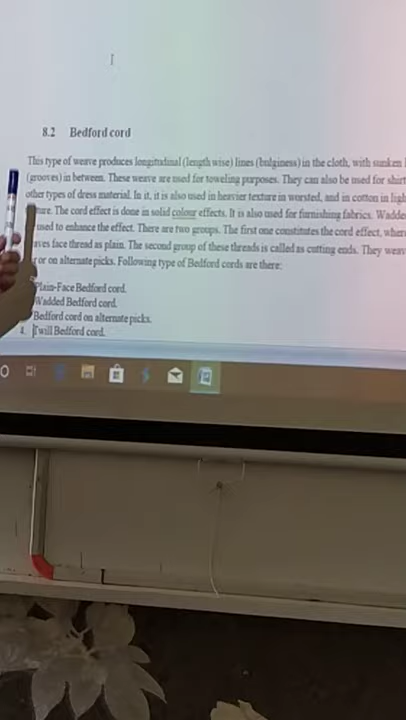 8.2 Bedford cord
This type of weave produces longitudinal (length wise) lines (bulginess) in the cloth, with sunken
(grooves) in between. These weave are used for toweling purposes. They can also be used for shirt
other types of dress material. In it, it is also used in heavier texture in worsted, and in cotton in ligh
The cord effect is done in solid colour effects. It is also used for furnishing fabrics. Wadde
used to enhance the effect. There are two groups. The first one constitutes the cord effect, wher
aves face thread as plain. The second group of these threads is called as cutting ends. They weav
or on alternate picks. Following type of Bedford cords are there:
Plain-Face Bedford cord.
Wadded Bedford cord.
Bedford cord on alternate picks.
Twill Bedford cord.